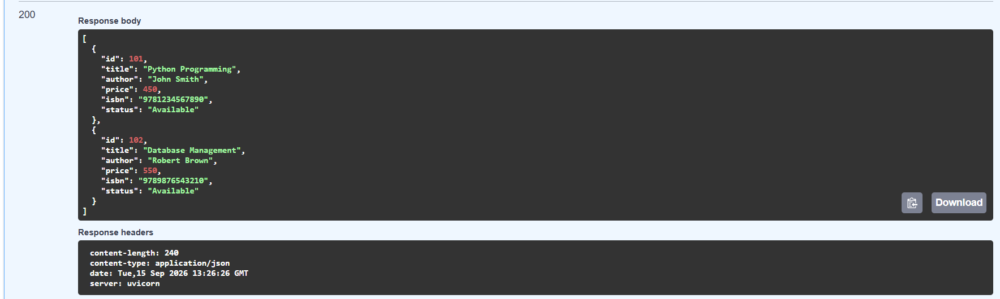 200
Response body
[
  {
    "id": 101,
    "title": "Python Programming",
    "author": "John Smith",
    "price": 450,
    "isbn": "9781234567890",
    "status": "Available"
  },
  {
    "id": 102,
    "title": "Database Management",
    "author": "Robert Brown",
    "price": 550,
    "isbn": "9789876543210",
    "status": "Available"
  }
]
Download
Response headers
content-length: 240
content-type: application/json
date: Tue,15 Sep 2026 13:26:26 GMT
server: uvicorn